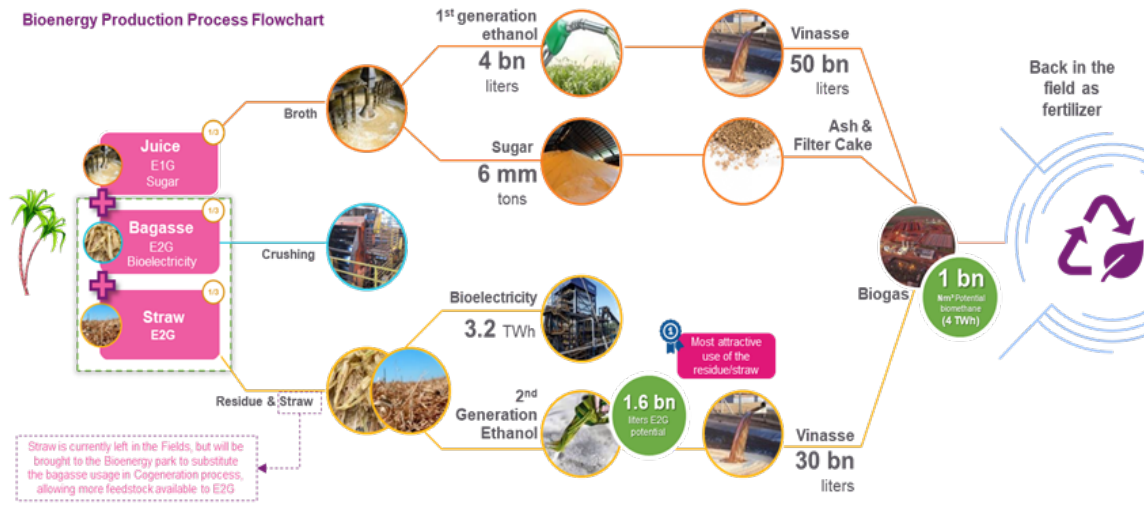 Bioenergy Production Process Flowchart
1st generation
ethanol
4 bn
liters
Vinasse
50 bn
liters
Back in the
field as
fertilizer
Broth
1/3
Juice
E1G
Sugar
Sugar
6 mm
tons
Ash &
Filter Cake
1/3
Bagasse
E2G
Bioelectricity
Crushing
1/3
Straw
E2G
Bioelectricity
3.2 TWh
Biogas
1 bn
Nm³ Potential
biomethane
(4 TWh)
1
Most attractive
use of the
residue/straw
Residue & Straw
2nd
Generation
Ethanol
1.6 bn
liters E2G
potential
Vinasse
30 bn
liters
Straw is currently left in the Fields, but will be
brought to the Bioenergy park to substitute
the bagasse usage in Cogeneration process,
allowing more feedstock available to E2G